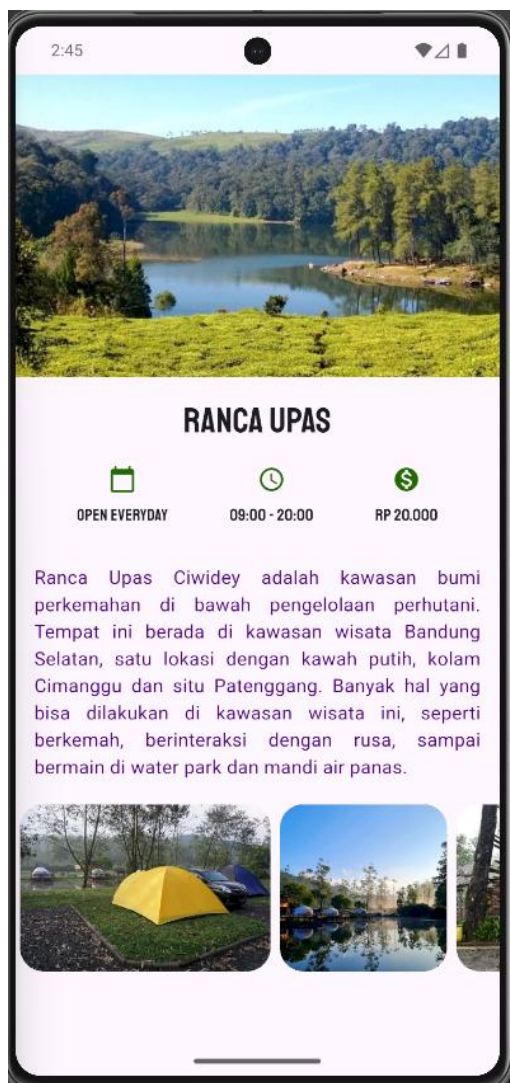 2:45
RANCA UPAS
OPEN EVERYDAY 09:00 - 20:00 RP 20.000
Ranca Upas Ciwidey adalah kawasan bumi
perkemahan di bawah pengelolaan perhutani.
Tempat ini berada di kawasan wisata Bandung
Selatan, satu lokasi dengan kawah putih, kolam
Cimanggu dan situ Patenggang. Banyak hal yang
bisa dilakukan di kawasan wisata ini, seperti
berkemah, berinteraksi dengan rusa, sampai
bermain di water park dan mandi air panas.